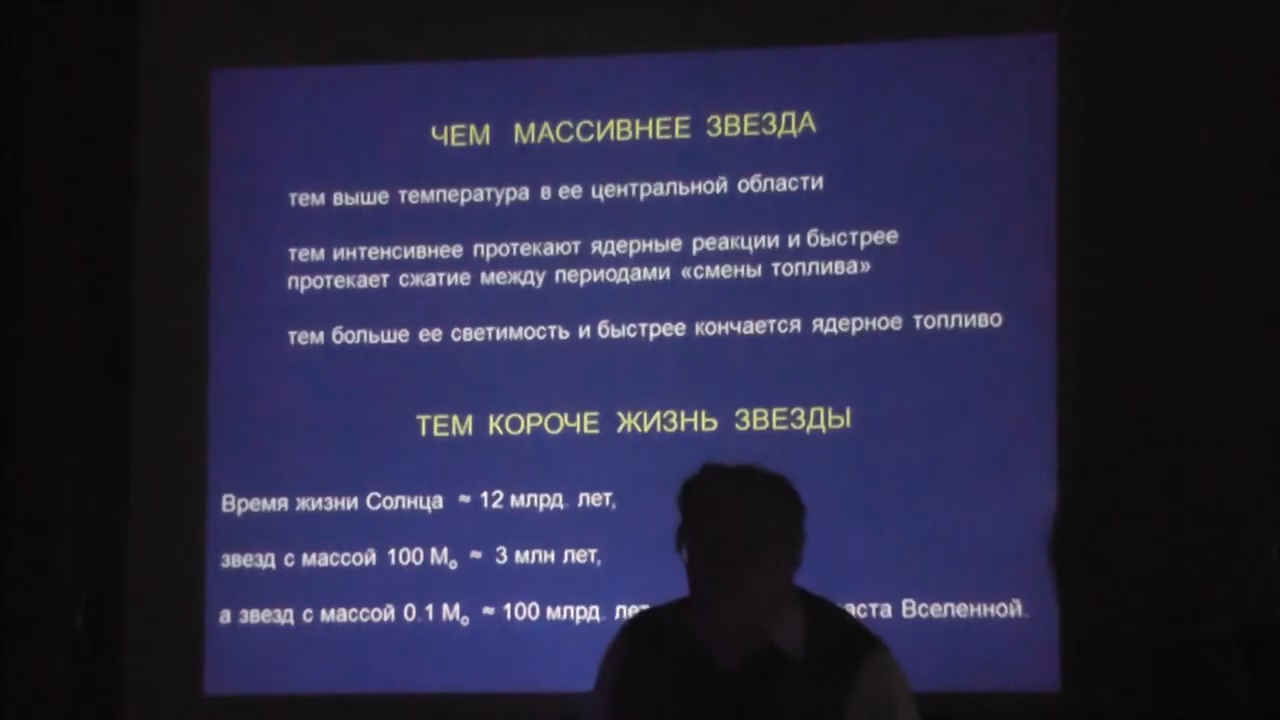 ЧЕМ МАССИВНЕЕ ЗВЕЗДА
тем выше температура в ее центральной области
тем интенсивнее протекают ядерные реакции и быстрее
протекает сжатие между периодами «смены топлива»
тем больше ее светимость и быстрее кончается ядерное топливо
ТЕМ КОРОЧЕ ЖИЗНЬ ЗВЕЗДЫ
Время жизни Солнца ≈ 12 млрд. лет,
звезд с массой 100 Mₒ ≈ 3 млн лет,
а звезд с массой 0.1 Mₒ ≈ 100 млрд. Вселенной.